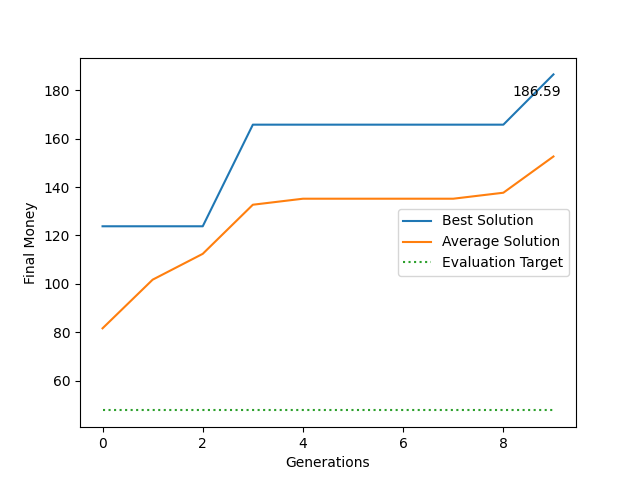 180
160
140
120
100
80
60
Final Money
186.59
Best Solution
Average Solution
Evaluation Target
0 2 4 6 8
Generations